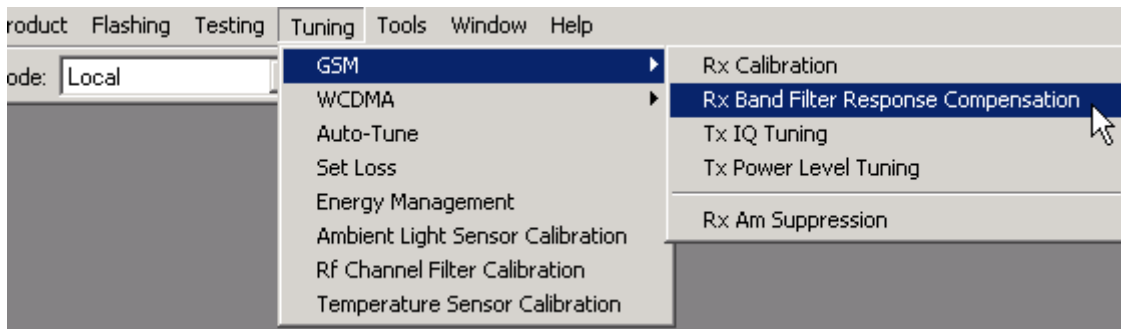 roduct Flashing Testing Tuning Tools Window Help
ode: Local
GSM
WCDMA
Auto-Tune
Set Loss
Energy Management
Ambient Light Sensor Calibration
Rf Channel Filter Calibration
Temperature Sensor Calibration
Rx Calibration
Rx Band Filter Response Compensation
Tx IQ Tuning
Tx Power Level Tuning
Rx Am Suppression